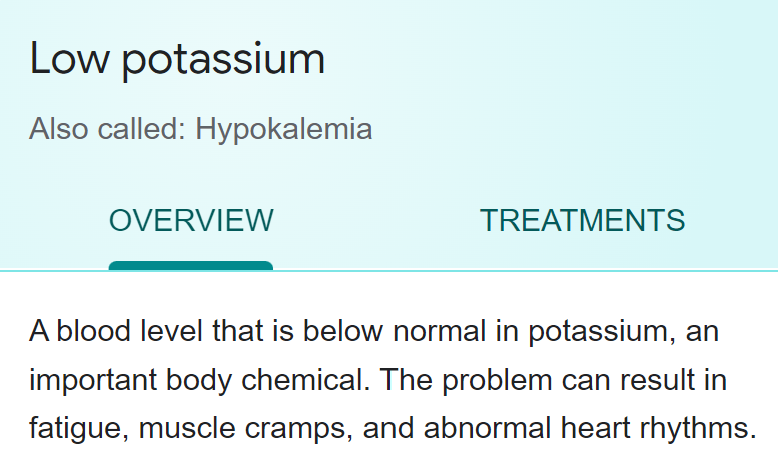 Low potassium
Also called: Hypokalemia
OVERVIEW TREATMENTS
A blood level that is below normal in potassium, an
important body chemical. The problem can result in
fatigue, muscle cramps, and abnormal heart rhythms.